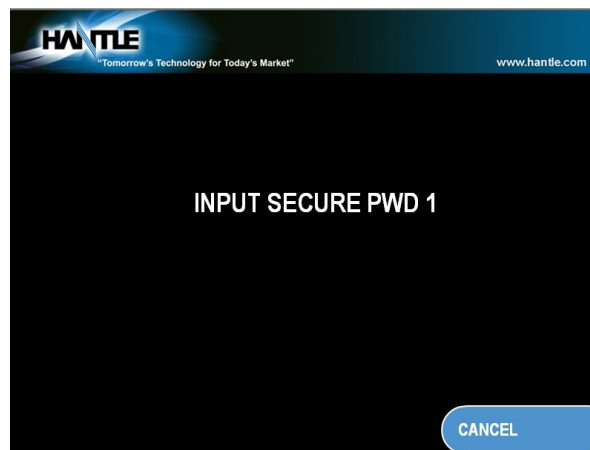 HANTLE
"Tomorrow's Technology for Today's Market"
www.hantle.com
INPUT SECURE PWD 1
CANCEL